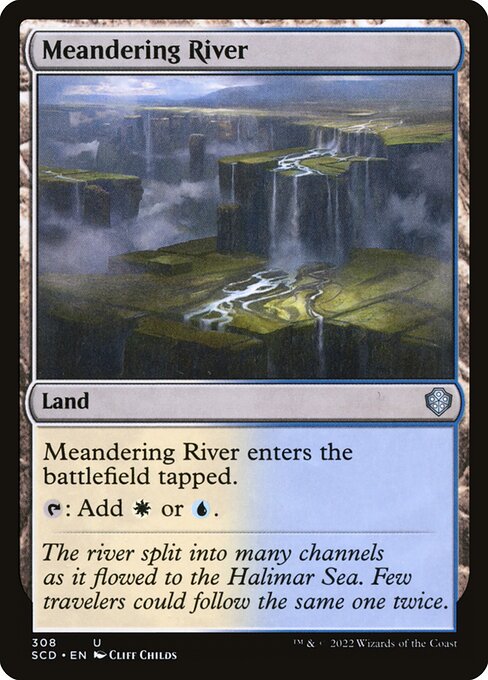 Meandering River
Land
Meandering River enters the
battlefield tapped.
: Add or .
The river split into many channels
as it flowed to the Halimar Sea. Few
travelers could follow the same one twice.
308 U
SCD • EN Cliff Childs
™ & © 2022 Wizards of the Coast